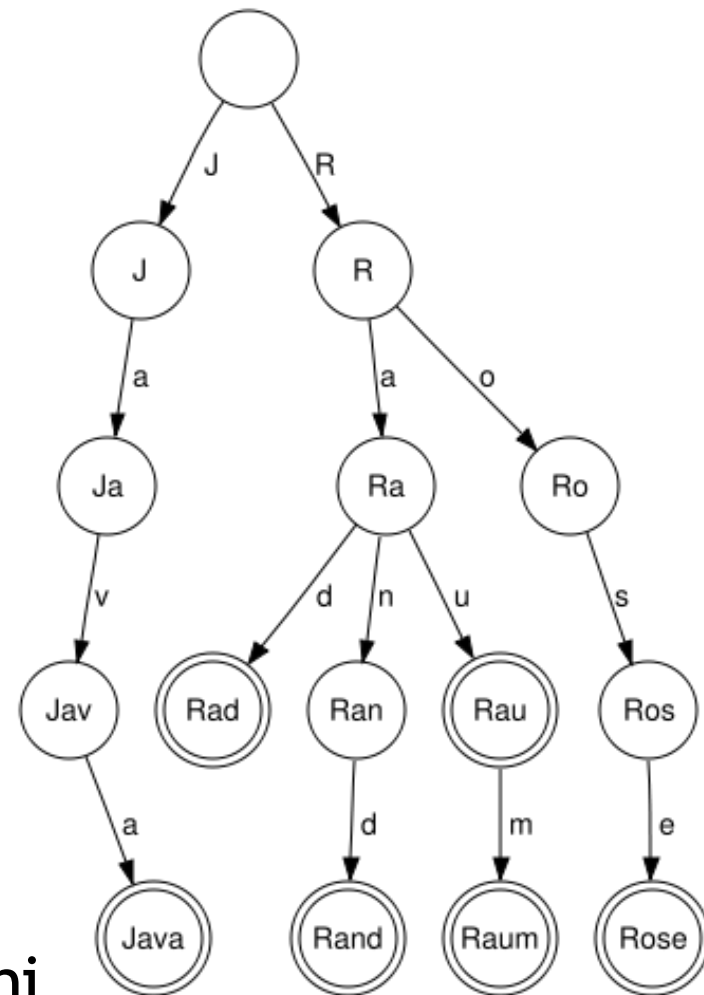 J R
J R
a a o
Ja Ra Ro
v d n u s
Jav Rad Ran Rau Ros
a d m e
Java Rand Raum Rose